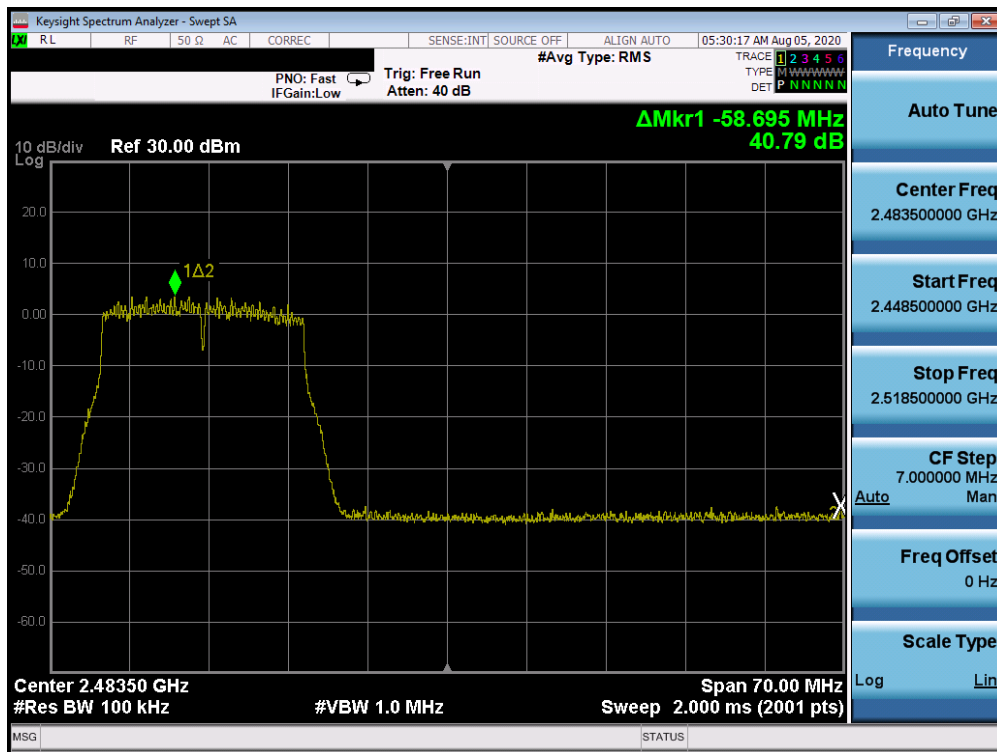 Keysight Spectrum Analyzer - Swept SA
LXI RL RF 50 Ω AC CORREC SENSE:INT SOURCE OFF ALIGN AUTO 05:30:17 AM Aug 05, 2020
PNO: Fast
IFGain:Low
Trig: Free Run
Atten: 40 dB
#Avg Type: RMS
TRACE 1 2 3 4 5 6
TYPE M WWWWW
DET P N N N N N
ΔMkr1 -58.695 MHz
40.79 dB
10 dB/div Ref 30.00 dBm
Log
20.0
10.0
0.00
-10.0
-20.0
-30.0
-40.0
-50.0
-60.0
1Δ2
X
Center 2.48350 GHz Span 70.00 MHz
#Res BW 100 kHz #VBW 1.0 MHz Sweep 2.000 ms (2001 pts)
MSG STATUS
Frequency
Auto Tune
Center Freq
2.483500000 GHz
Start Freq
2.448500000 GHz
Stop Freq
2.518500000 GHz
CF Step
7.000000 MHz
Auto Man
Freq Offset
0 Hz
Scale Type
Log Lin